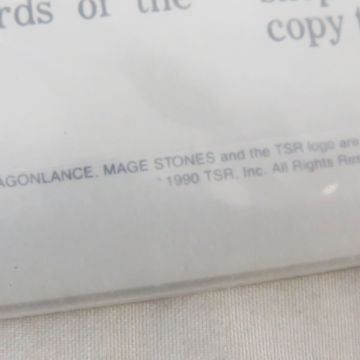 rds of the
copy
AGONLANCE, MAGE STONES and the TSR logo are
1990 TSR, Inc. All Rights Res